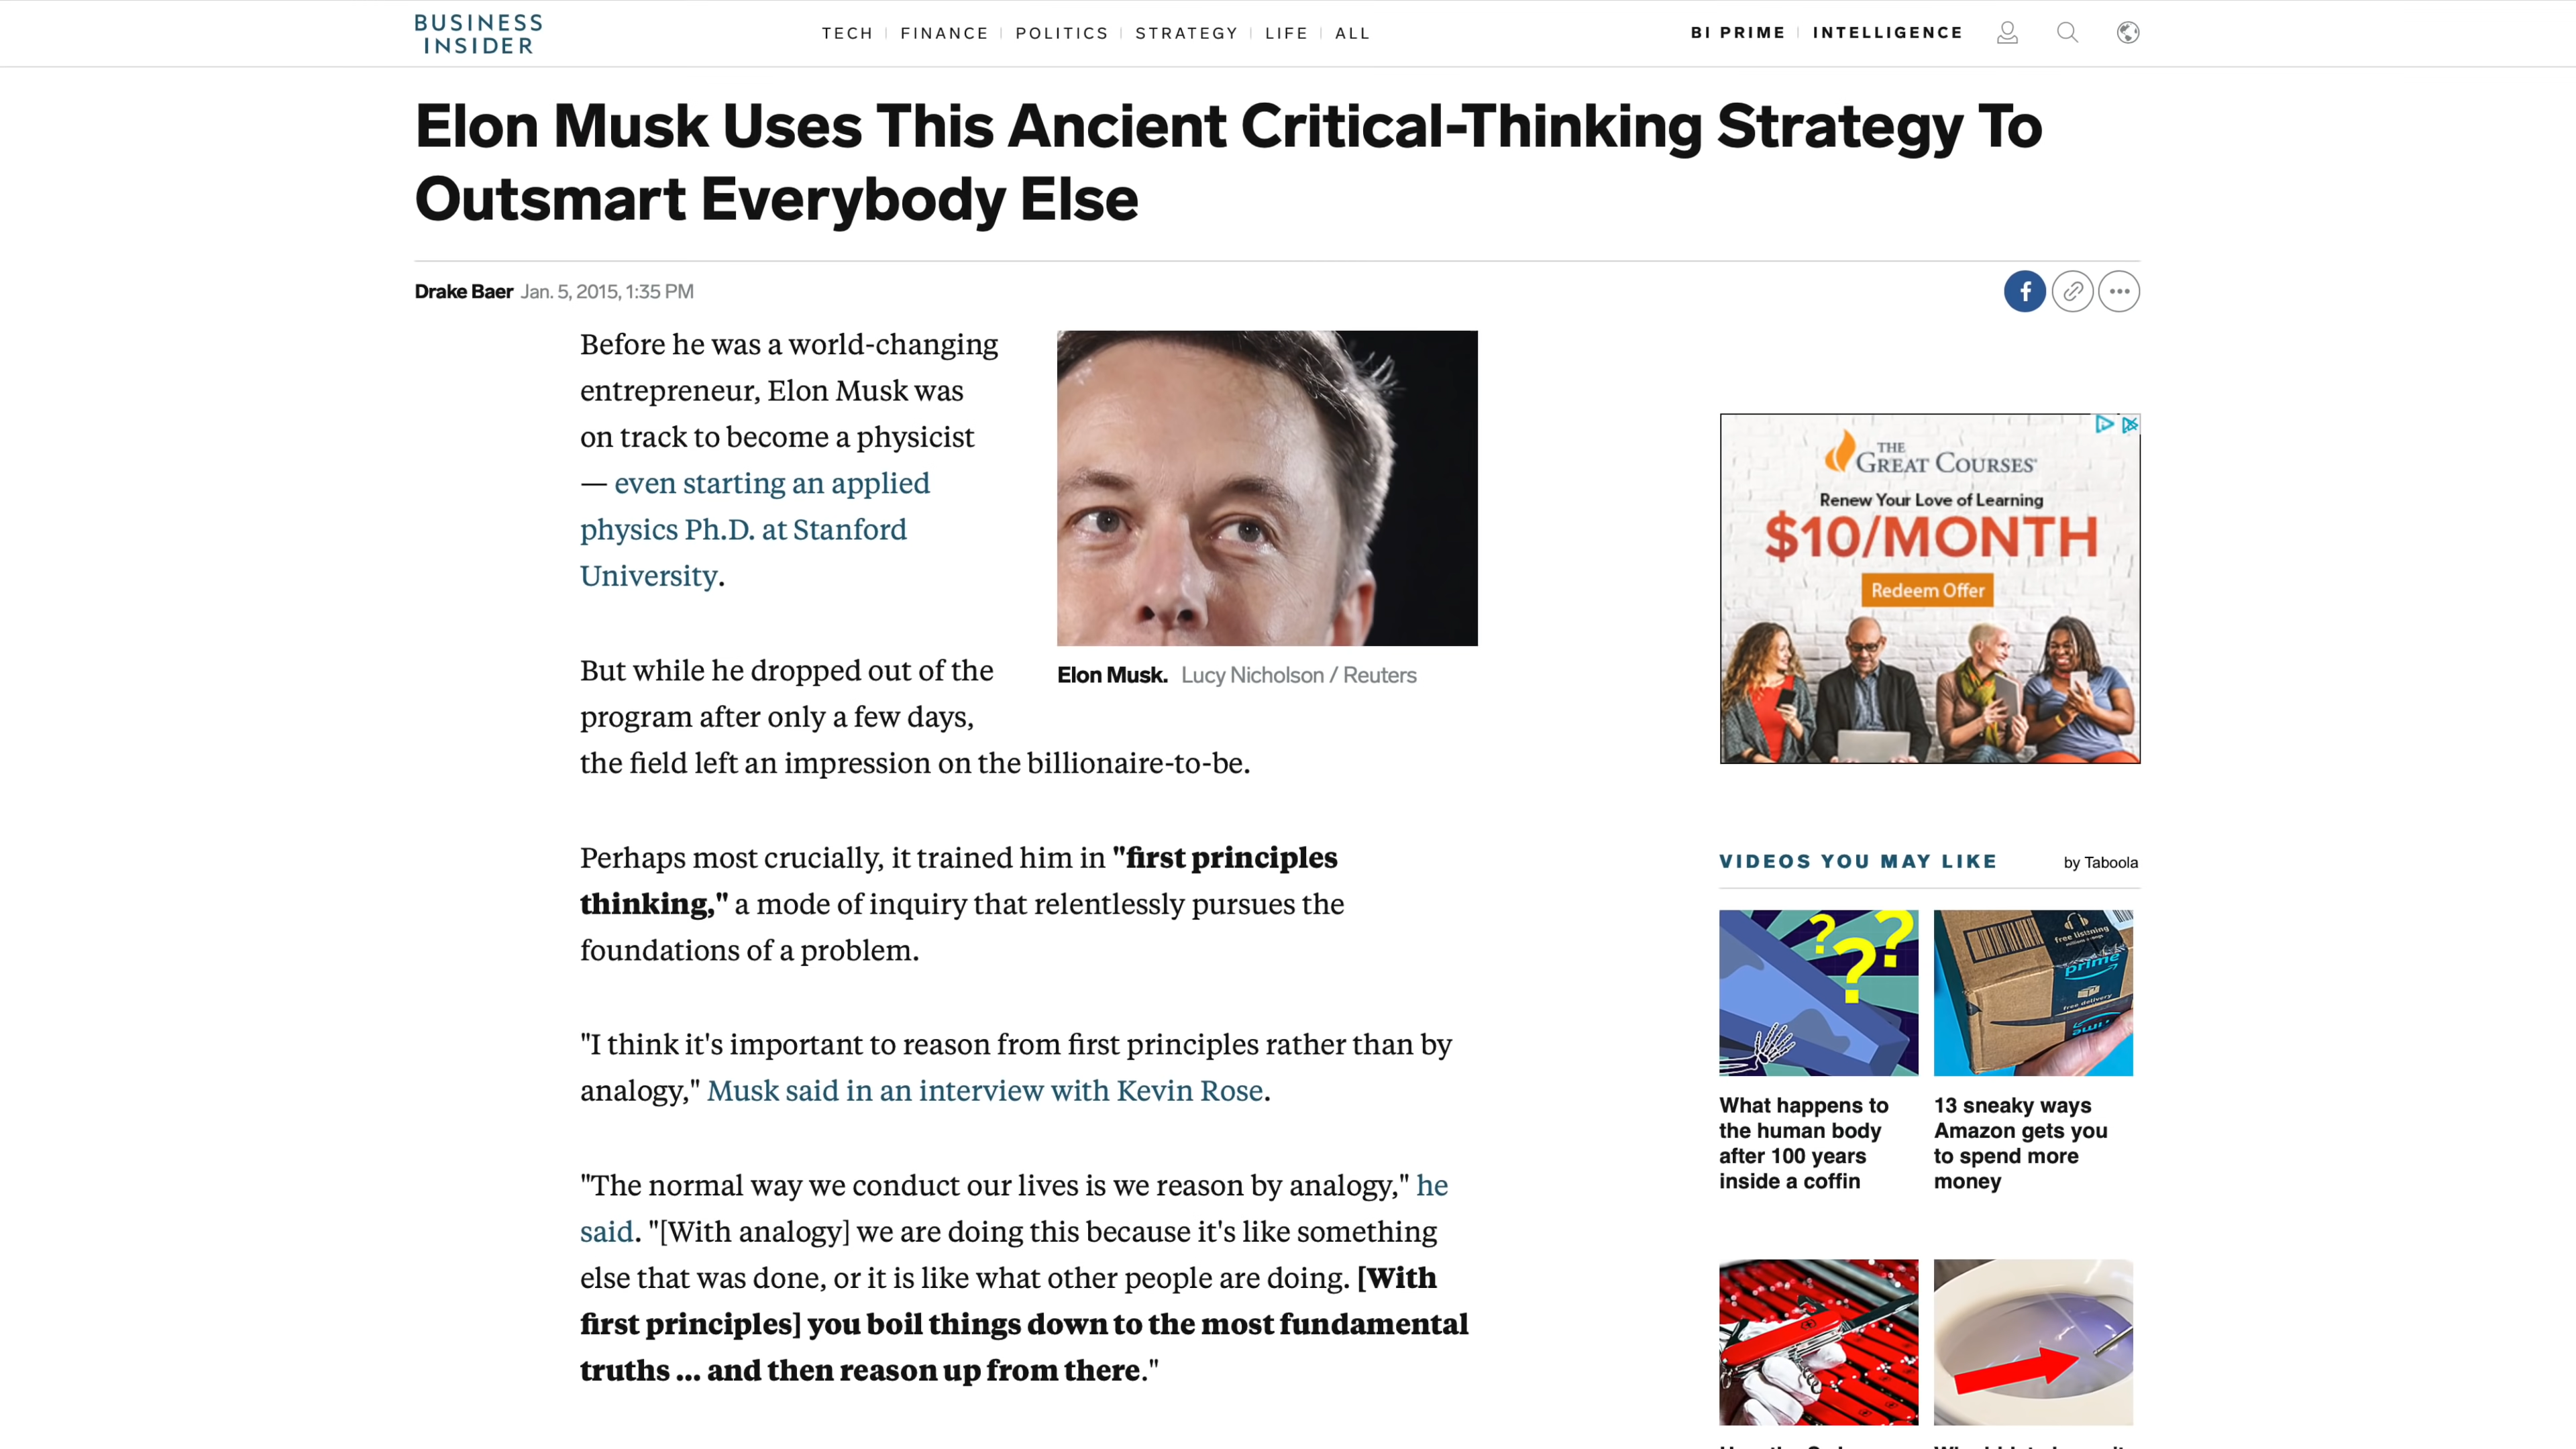 BUSINESS
INSIDER
TECH | FINANCE | POLITICS | STRATEGY | LIFE | ALL
BI PRIME | INTELLIGENCE
Elon Musk Uses This Ancient Critical-Thinking Strategy To
Outsmart Everybody Else
Drake Baer Jan. 5, 2015, 1:35 PM
Before he was a world-changing
entrepreneur, Elon Musk was
on track to become a physicist
— even starting an applied
physics Ph.D. at Stanford
University.
But while he dropped out of the
program after only a few days,
the field left an impression on the billionaire-to-be.
Elon Musk. Lucy Nicholson / Reuters
Perhaps most crucially, it trained him in "first principles
thinking," a mode of inquiry that relentlessly pursues the
foundations of a problem.
"I think it's important to reason from first principles rather than by
analogy," Musk said in an interview with Kevin Rose.
"The normal way we conduct our lives is we reason by analogy," he
said. "[With analogy] we are doing this because it's like something
else that was done, or it is like what other people are doing. [With
first principles] you boil things down to the most fundamental
truths ... and then reason up from there."
THE
GREAT COURSES
Renew Your Love of Learning
$10/MONTH
Redeem Offer
VIDEOS YOU MAY LIKE
by Taboola
? ? ?
free listening
prime
free delivery
What happens to
the human body
after 100 years
inside a coffin
13 sneaky ways
Amazon gets you
to spend more
money